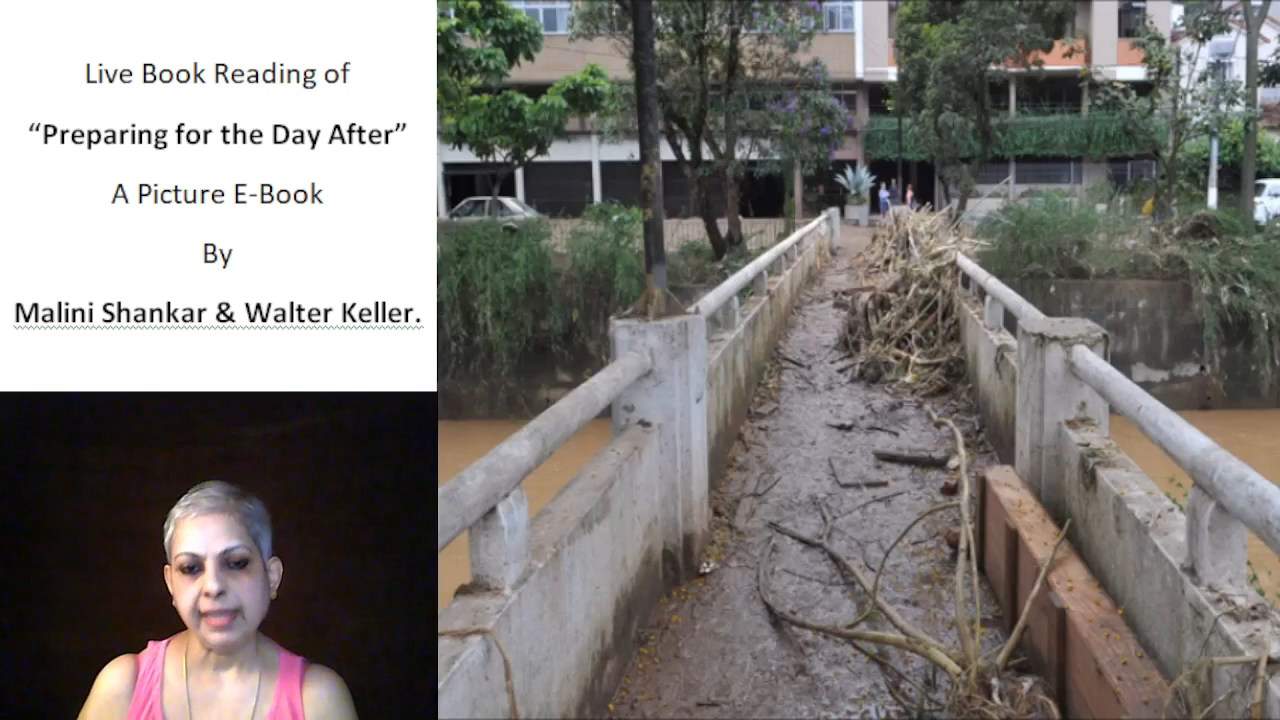 Live Book Reading of
“Preparing for the Day After”
A Picture E-Book
By
Malini Shankar & Walter Keller.